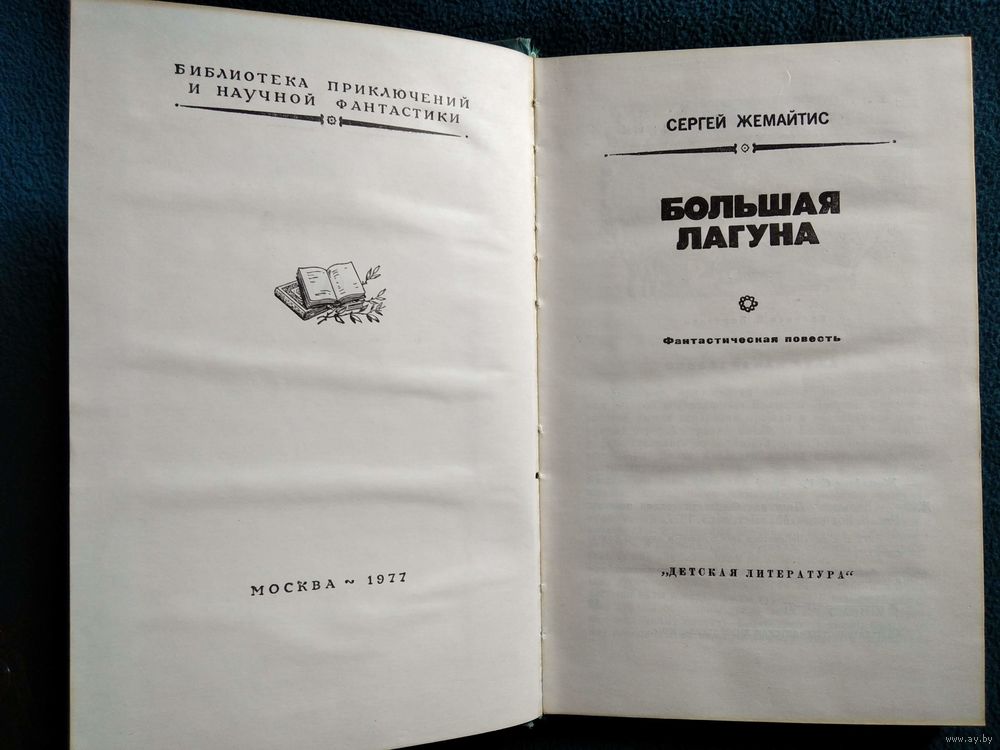 БИБЛИОТЕКА ПРИКЛЮЧЕНИЙ
И НАУЧНОЙ ФАНТАСТИКИ
МОСКВА ~ 1977
СЕРГЕЙ ЖЕМАЙТИС
БОЛЬШАЯ
ЛАГУНА
Фантастическая повесть
„ДЕТСКАЯ ЛИТЕРАТУРА“
www.ay.by